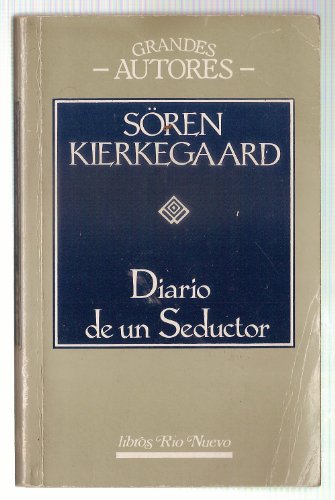 GRANDES
– AUTORES –
SÖREN
KIERKEGAARD
Diario
de un Seductor
libros Río Nuevo